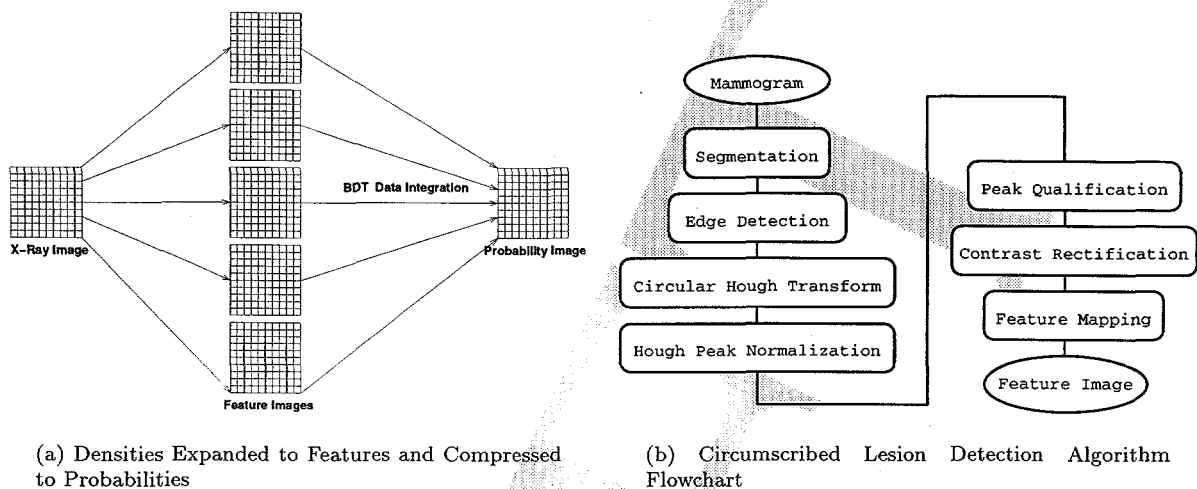 X-Ray Image
BDT Data Integration
Probability Image
Feature Images
(a) Densities Expanded to Features and Compressed
to Probabilities
Mammogram
Segmentation
Edge Detection
Circular Hough Transform
Hough Peak Normalization
Peak Qualification
Contrast Rectification
Feature Mapping
Feature Image
(b) Circumscribed Lesion Detection Algorithm
Flowchart